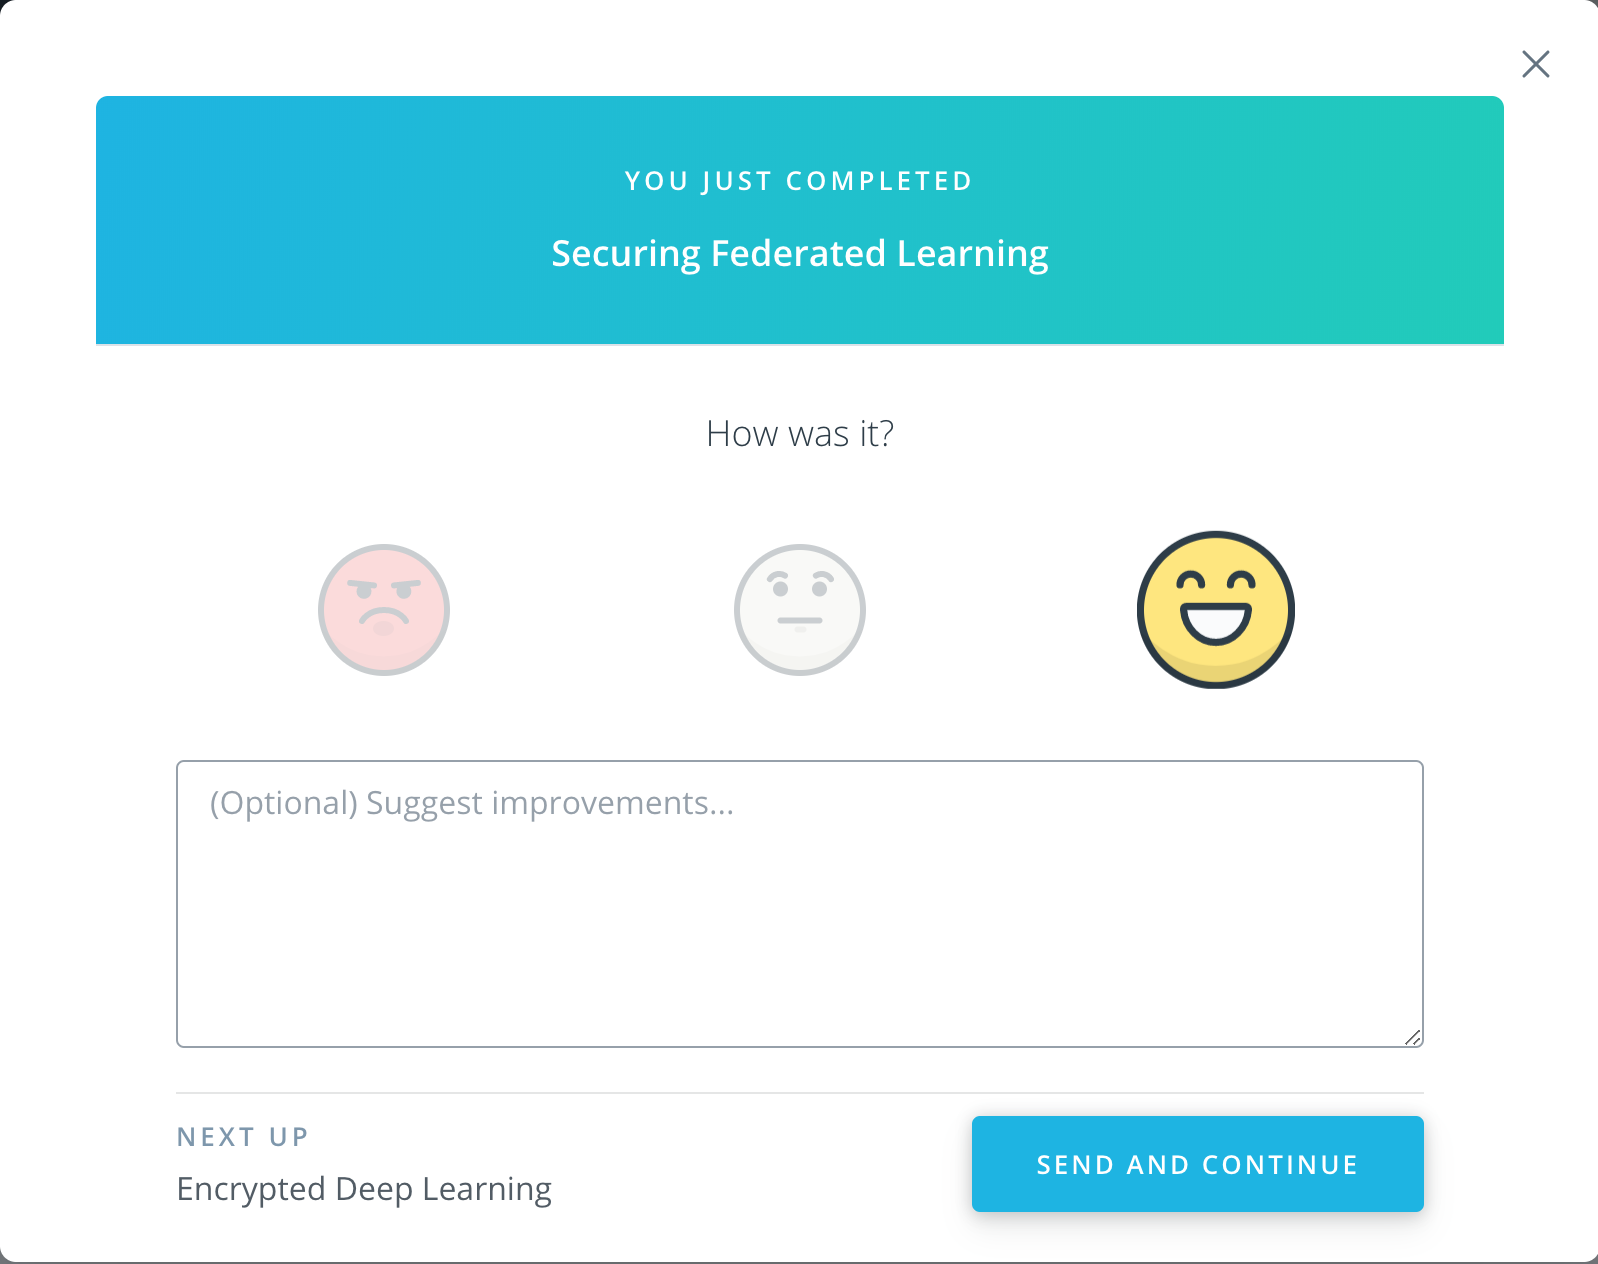 YOU JUST COMPLETED
Securing Federated Learning
How was it?
(Optional) Suggest improvements...
NEXT UP
Encrypted Deep Learning
SEND AND CONTINUE